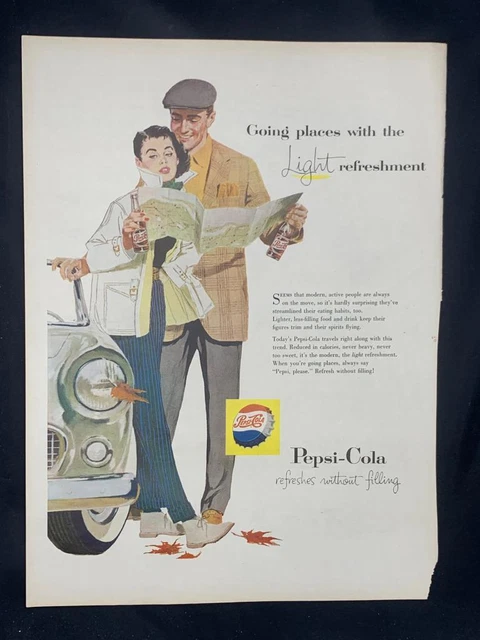 Going places with the
Light refreshment
SEEMS that modern, active people are always
on the move, so it's hardly surprising they've
streamlined their eating habits, too.
Lighter, less-filling food and drink keep their
figures trim and their spirits flying.
Today's Pepsi-Cola travels right along with this
trend. Reduced in calories, never heavy, never
too sweet, it's the modern, the light refreshment.
When you're going places, always say
"Pepsi, please." Refresh without filling!
Pepsi-Cola
Pepsi-Cola
refreshes without filling